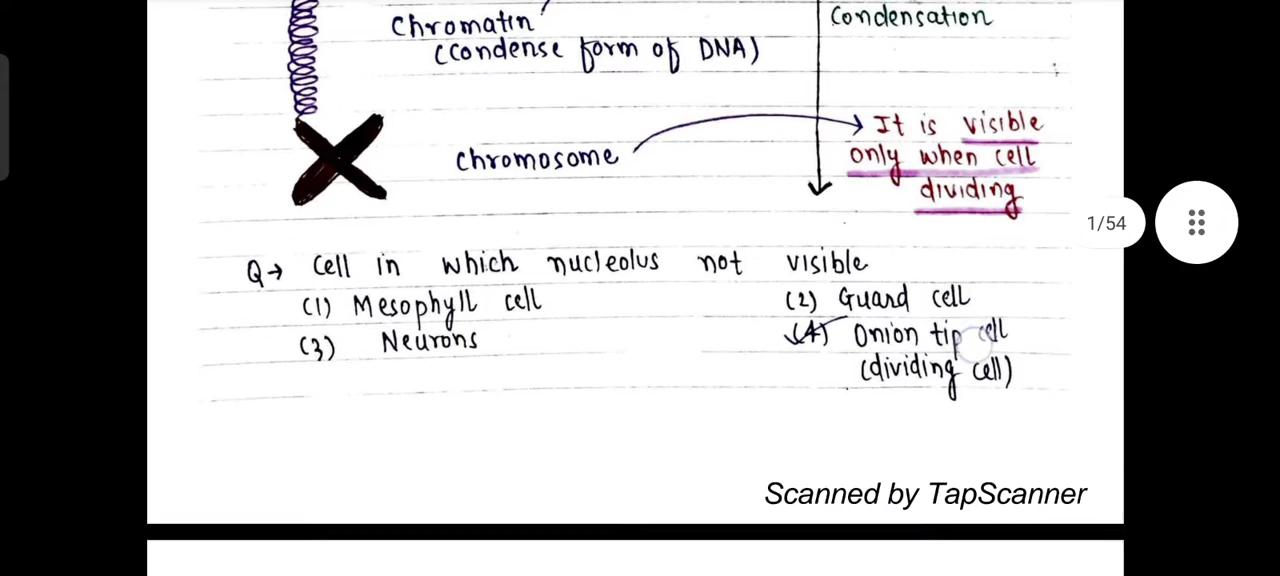 Chromatin
Condensation
(Condense form of DNA)
It is visible
only when cell
dividing
Chromosome
1/54
Q→ Cell in which nucleolus not visible
(1) Mesophyll cell (2) Guard cell
(3) Neurons (4) Onion tip cell
(dividing cell)
Scanned by TapScanner